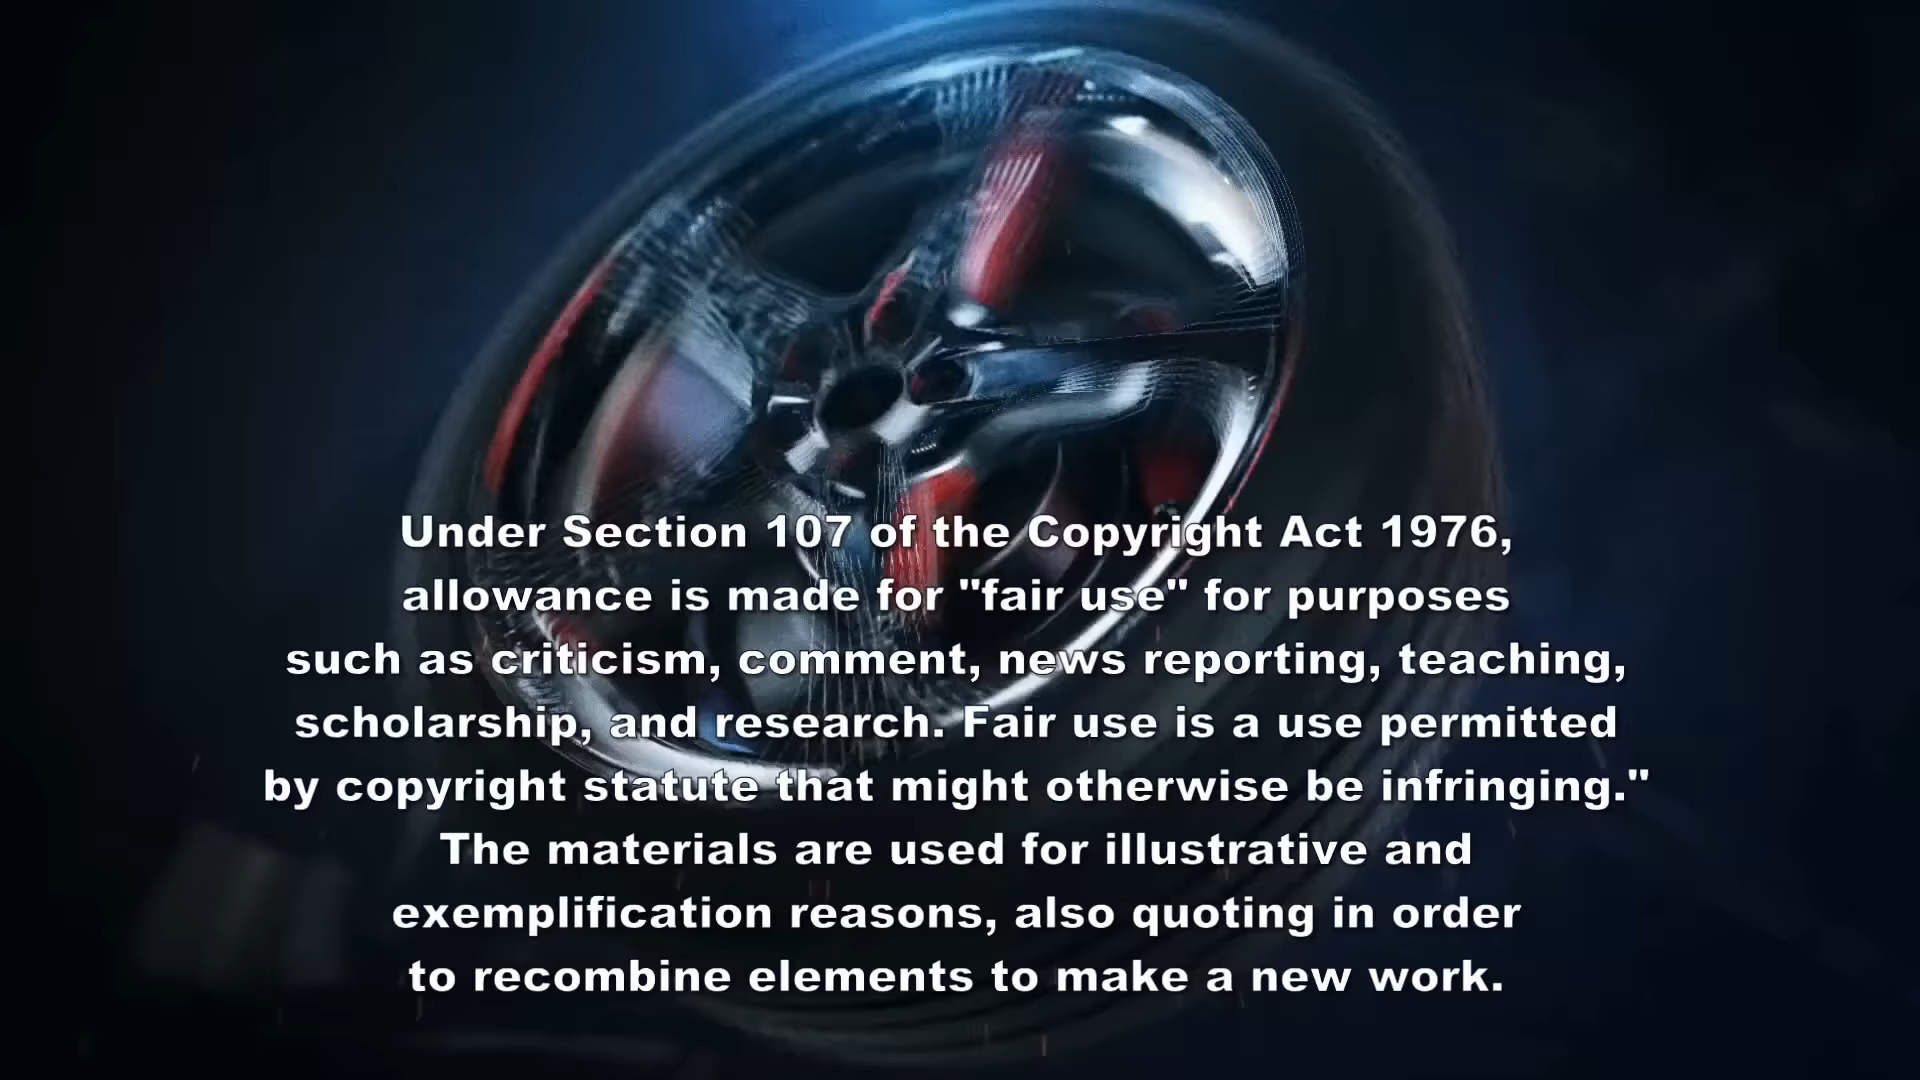 Under Section 107 of the Copyright Act 1976,
allowance is made for "fair use" for purposes
such as criticism, comment, news reporting, teaching,
scholarship, and research. Fair use is a use permitted
by copyright statute that might otherwise be infringing."
The materials are used for illustrative and
exemplification reasons, also quoting in order
to recombine elements to make a new work.